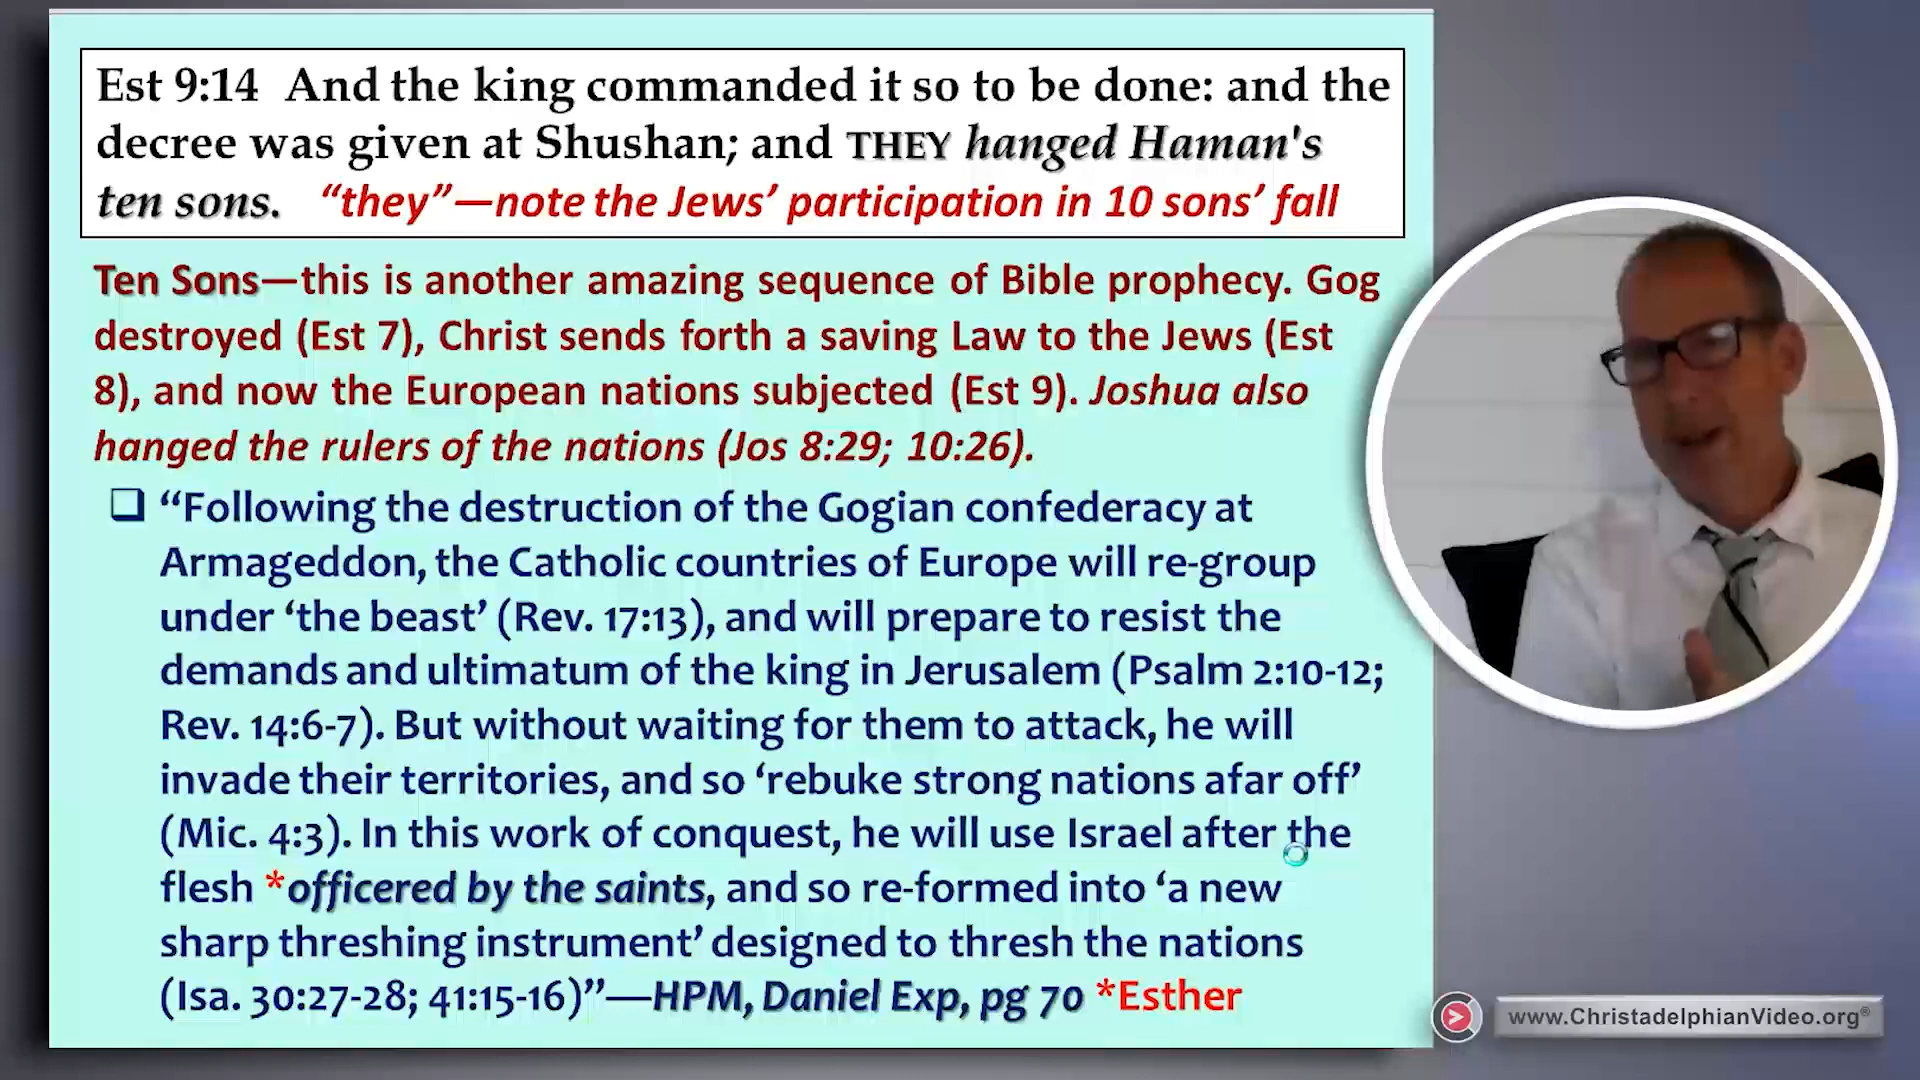 Est 9:14 And the king commanded it so to be done: and the
decree was given at Shushan; and THEY hanged Haman's
ten sons. “they”—note the Jews’ participation in 10 sons’ fall
Ten Sons—this is another amazing sequence of Bible prophecy. Gog
destroyed (Est 7), Christ sends forth a saving Law to the Jews (Est
8), and now the European nations subjected (Est 9). Joshua also
hanged the rulers of the nations (Jos 8:29; 10:26).
❑ “Following the destruction of the Gogian confederacy at
Armageddon, the Catholic countries of Europe will re-group
under ‘the beast’ (Rev. 17:13), and will prepare to resist the
demands and ultimatum of the king in Jerusalem (Psalm 2:10-12;
Rev. 14:6-7). But without waiting for them to attack, he will
invade their territories, and so ‘rebuke strong nations afar off’
(Mic. 4:3). In this work of conquest, he will use Israel after the
flesh *officered by the saints, and so re-formed into ‘a new
sharp threshing instrument’ designed to thresh the nations
(Isa. 30:27-28; 41:15-16)”—HPM, Daniel Exp, pg 70 *Esther
www.ChristadelphianVideo.org®